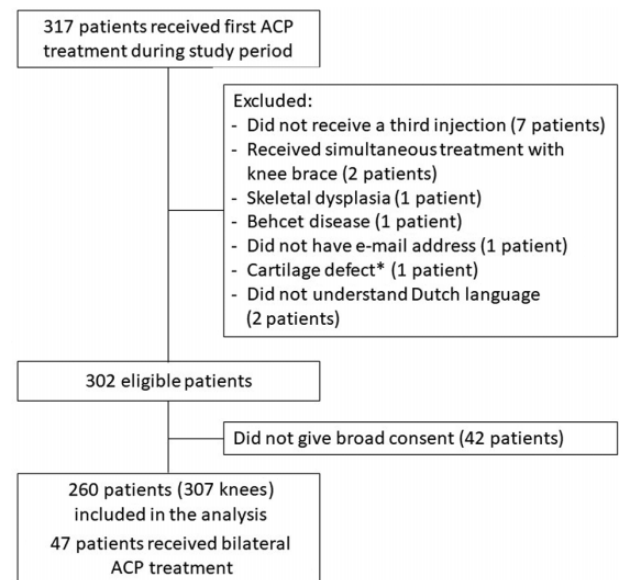 317 patients received first ACP
treatment during study period
Excluded:
- Did not receive a third injection (7 patients)
- Received simultaneous treatment with
knee brace (2 patients)
- Skeletal dysplasia (1 patient)
- Behcet disease (1 patient)
- Did not have e-mail address (1 patient)
- Cartilage defect* (1 patient)
- Did not understand Dutch language
(2 patients)
302 eligible patients
Did not give broad consent (42 patients)
260 patients (307 knees)
included in the analysis
47 patients received bilateral
ACP treatment